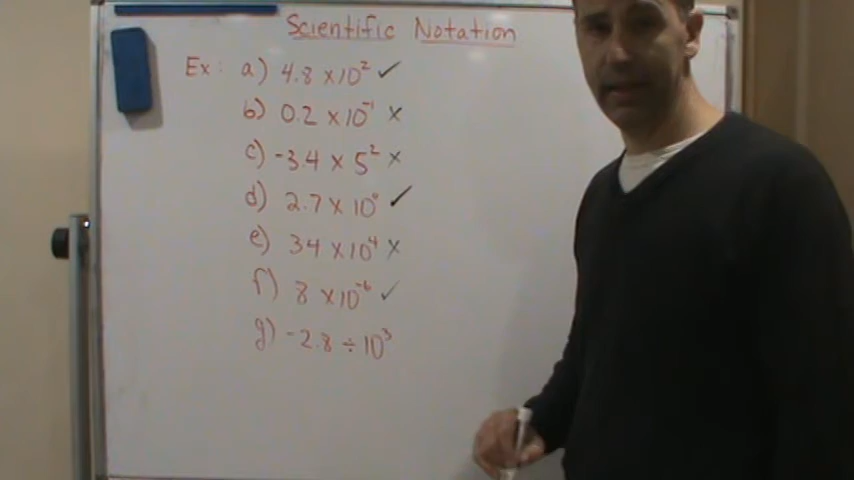 Scientific Notation
Ex: a) 4.8 × 10² ✓
b) 0.2 × 10⁻¹ ×
c) -3.4 × 5² ×
d) 2.7 × 10⁰ ✓
e) 34 × 10⁴ ×
f) 8 × 10⁻⁶ ✓
g) -2.8 ÷ 10³